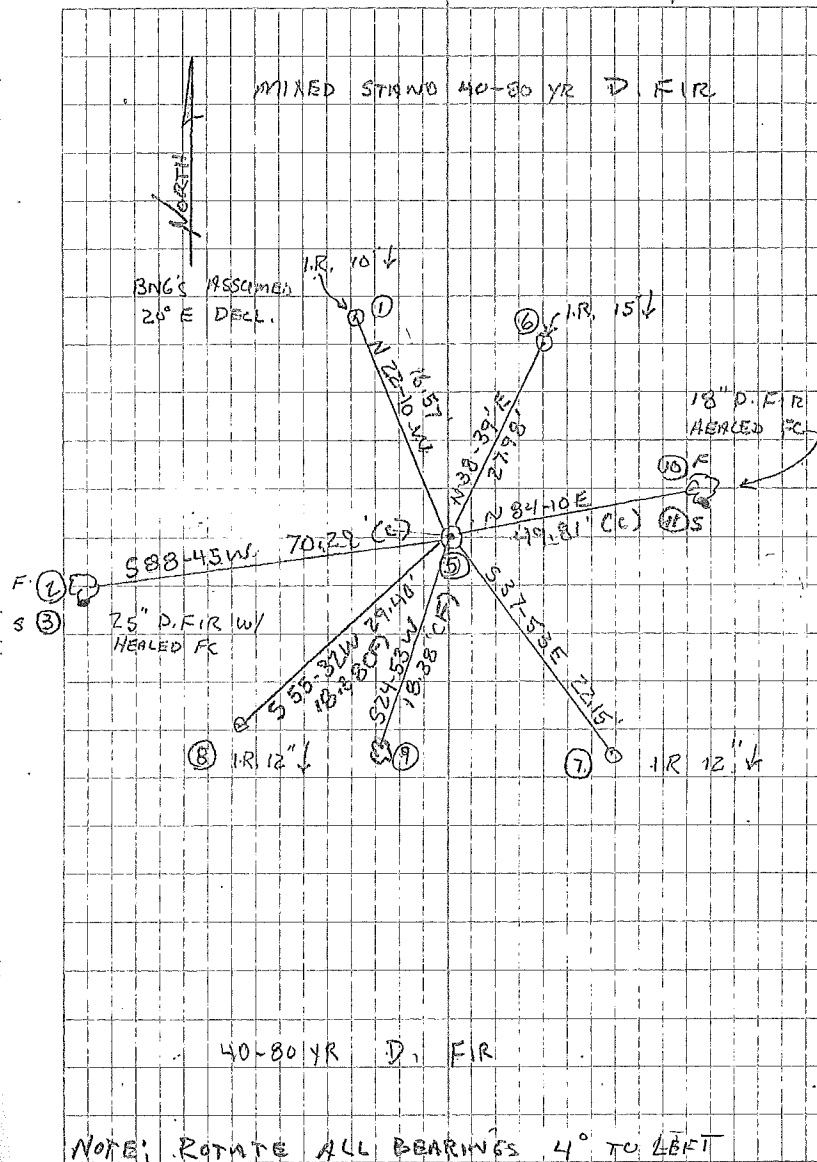 MIXED STAND 40-80 YR D. FIR
NORTH
BNG'S ASSUMED
20° E DECL.
I.R. 10" ↓
①
⑥ I.R. 15" ↓
N 22-10 W
16.57
N-38-39' E
27.98'
18" D. FIR
HEALED FC
⑩ F
⑪ S
N 84-10 E
49.81' (C)
S 88-45 W 70.29' (C)
⑤
F. ②
S ③
25" D. FIR W/
HEALED FC
S 55-32 W 29.40'
18.38 (CF)
S 24-53 W
18.38' (CF)
S 37-53 E 22.15'
⑧ I.R. 12" ↓
⑨
⑦ I.R 12" ↓
40-80 YR D. FIR
NOTE: ROTATE ALL BEARINGS 4° TO LEFT